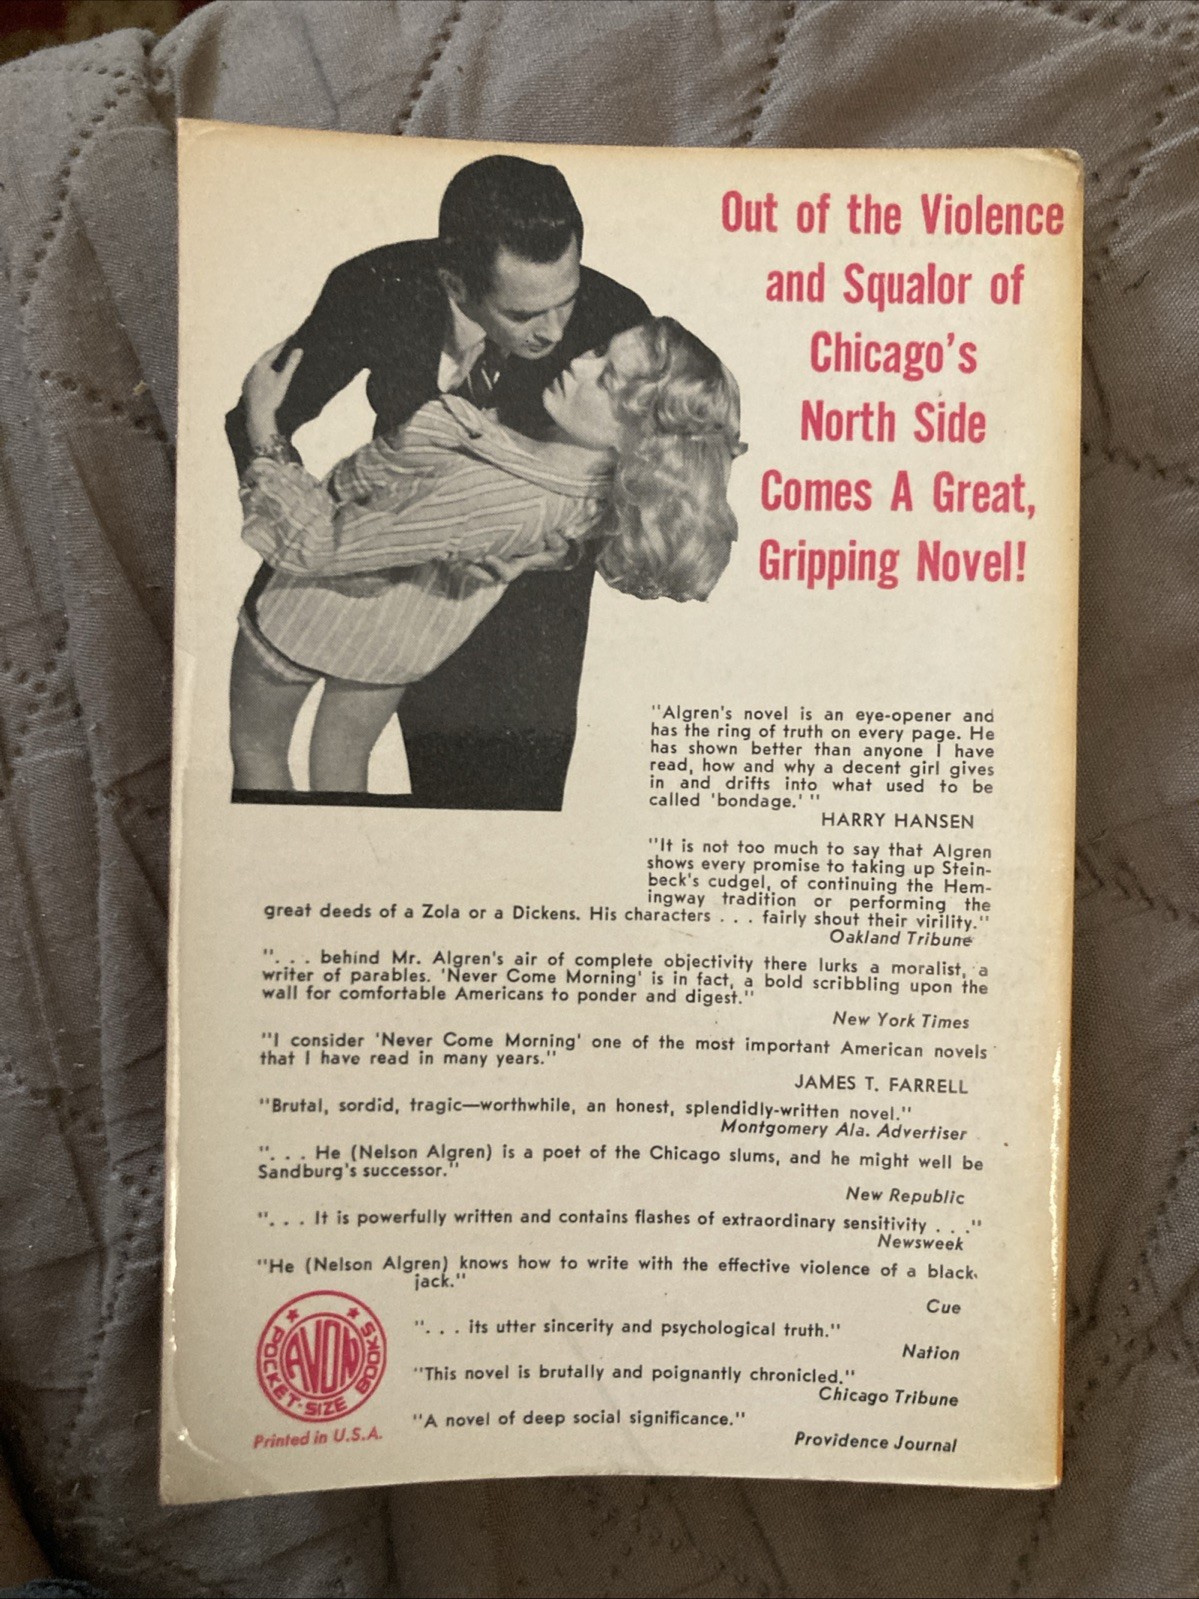 Out of the Violence
and Squalor of
Chicago's
North Side
Comes A Great,
Gripping Novel!
"Algren's novel is an eye-opener and
has the ring of truth on every page. He
has shown better than anyone I have
read, how and why a decent girl gives
in and drifts into what used to be
called 'bondage.' "
HARRY HANSEN
"It is not too much to say that Algren
shows every promise to taking up Stein-
beck's cudgel, of continuing the Hem-
ingway tradition or performing the
great deeds of a Zola or a Dickens. His characters . . . fairly shout their virility."
Oakland Tribune
". . . behind Mr. Algren's air of complete objectivity there lurks a moralist, a
writer of parables. 'Never Come Morning' is in fact, a bold scribbling upon the
wall for comfortable Americans to ponder and digest."
New York Times
"I consider 'Never Come Morning' one of the most important American novels
that I have read in many years."
JAMES T. FARRELL
"Brutal, sordid, tragic—worthwhile, an honest, splendidly-written novel."
Montgomery Ala. Advertiser
". . . He (Nelson Algren) is a poet of the Chicago slums, and he might well be
Sandburg's successor."
New Republic
". . . It is powerfully written and contains flashes of extraordinary sensitivity . . ."
Newsweek
"He (Nelson Algren) knows how to write with the effective violence of a black-
jack."
Cue
". . . its utter sincerity and psychological truth."
Nation
"This novel is brutally and poignantly chronicled."
Chicago Tribune
"A novel of deep social significance."
Providence Journal
AVON
POCKET-SIZE BOOKS
Printed in U.S.A.